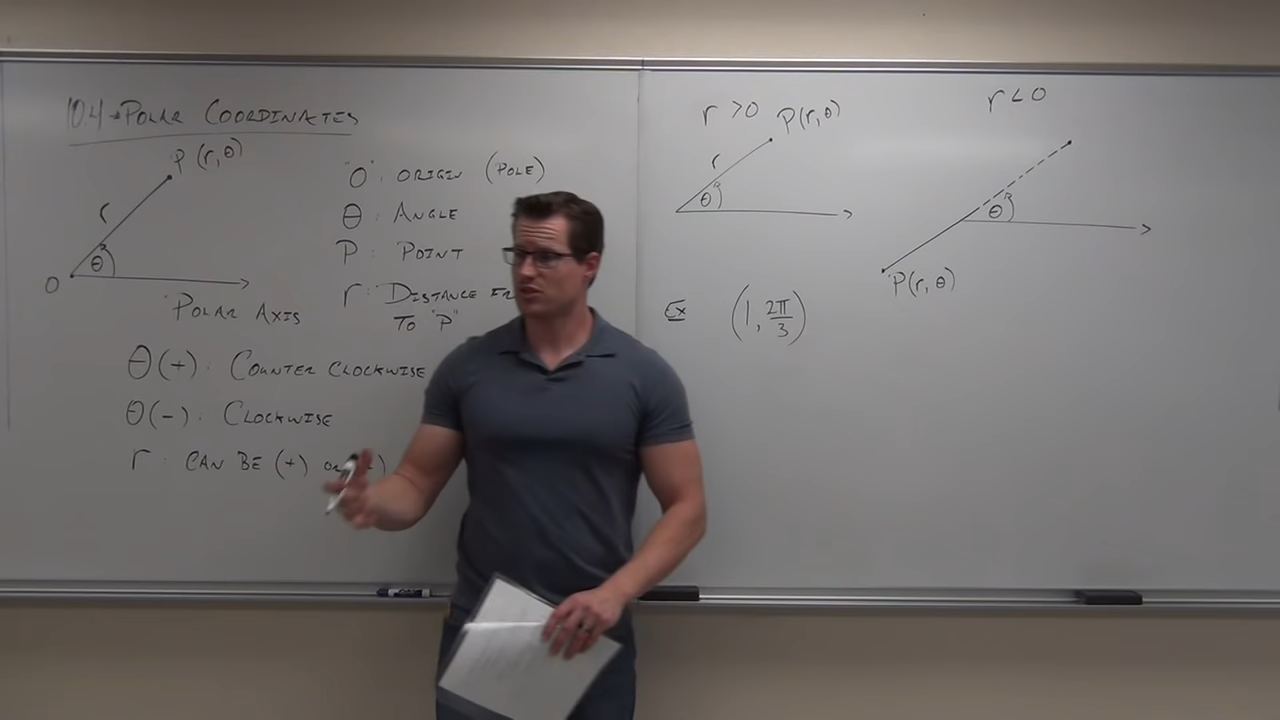 10.4 → POLAR COORDINATES
P (r, θ)
r
θ
O
POLAR AXIS
"O": ORIGIN (POLE)
θ: ANGLE
P: POINT
r: DISTANCE
TO "P"
θ(+): COUNTER CLOCKWISE
θ(-): CLOCKWISE
r: CAN BE (+)
r > 0
P(r, θ)
r
θ
r < 0
θ
P(r, θ)
Ex (1, 2π/3)